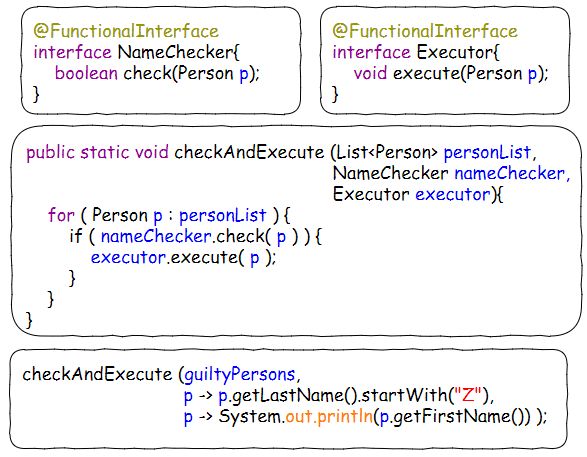 @FunctionalInterface
interface NameChecker{
boolean check(Person p);
}
@FunctionalInterface
interface Executor{
void execute(Person p);
}
public static void checkAndExecute (List<Person> personList,
NameChecker nameChecker,
Executor executor){
for ( Person p : personList ) {
if ( nameChecker.check( p ) ) {
executor.execute( p );
}
}
}
checkAndExecute (guiltyPersons,
p -> p.getLastName().startWith("Z"),
p -> System.out.println(p.getFirstName()) );